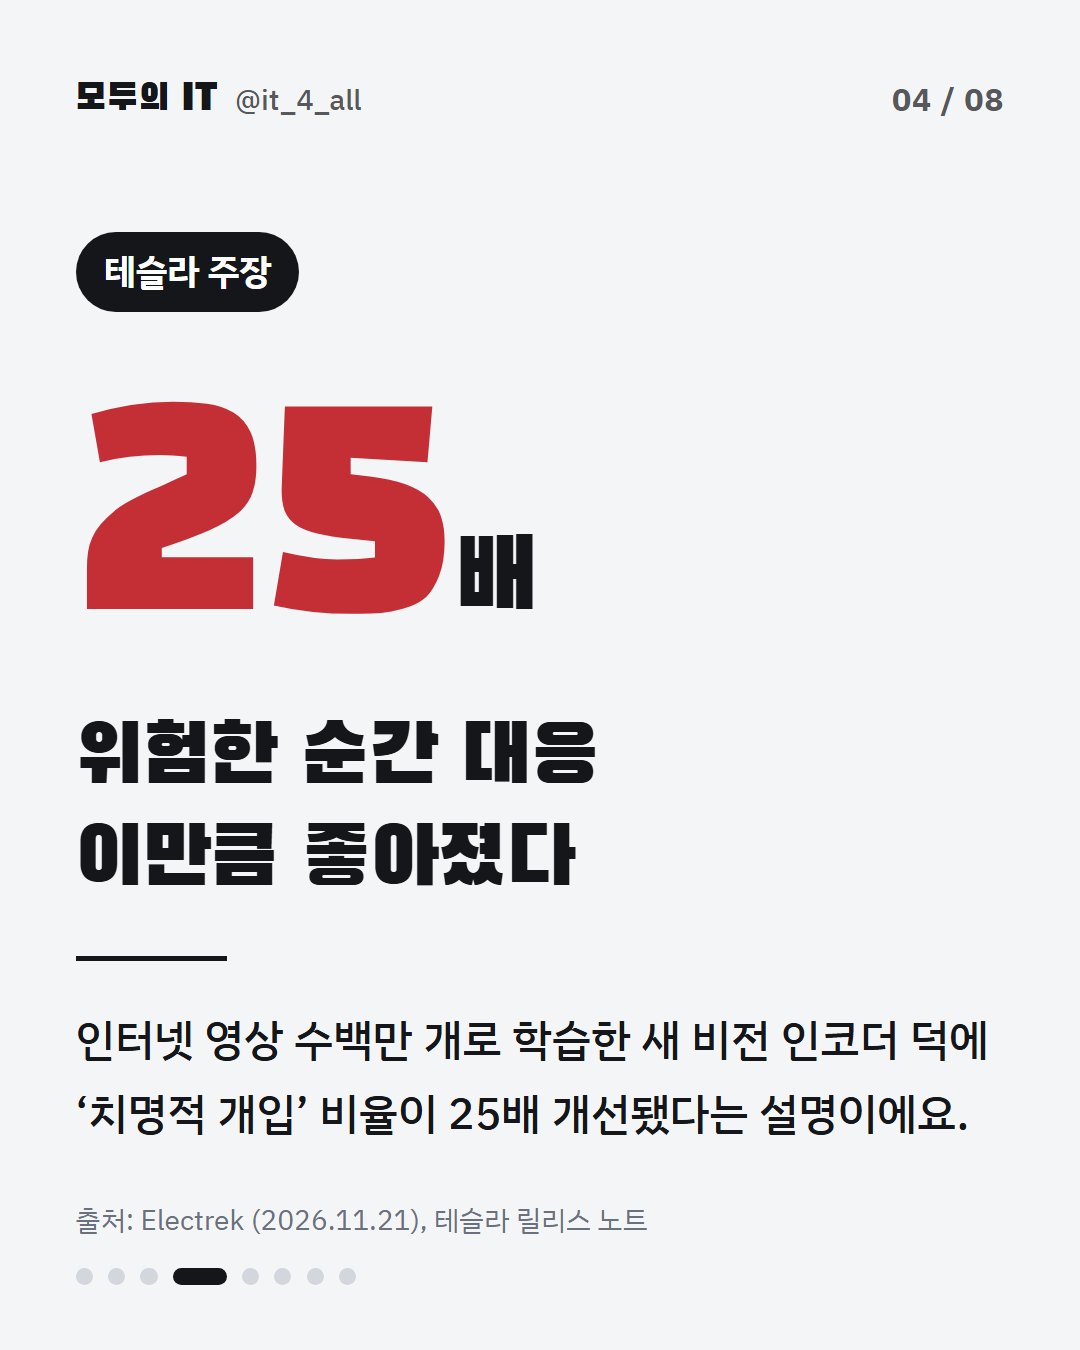 모두의 IT @it_4_all
04 / 08
테슬라 주장
25배
위험한 순간 대응
이만큼 좋아졌다
인터넷 영상 수백만 개로 학습한 새 비전 인코더 덕에
‘치명적 개입’ 비율이 25배 개선됐다는 설명이에요.
출처: Electrek (2026.11.21), 테슬라 릴리스 노트